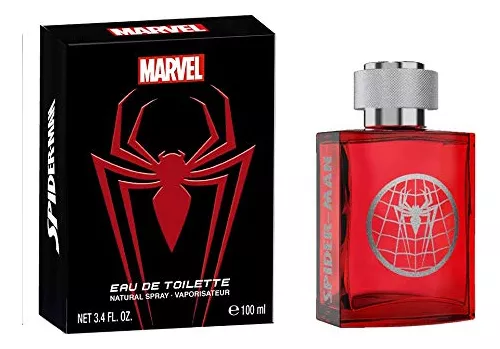 MARVEL
SPIDER-MAN
EAU DE TOILETTE
NATURAL SPRAY - VAPORISATEUR
NET 3.4 FL. OZ.
e 100 ml
SPIDER-MAN